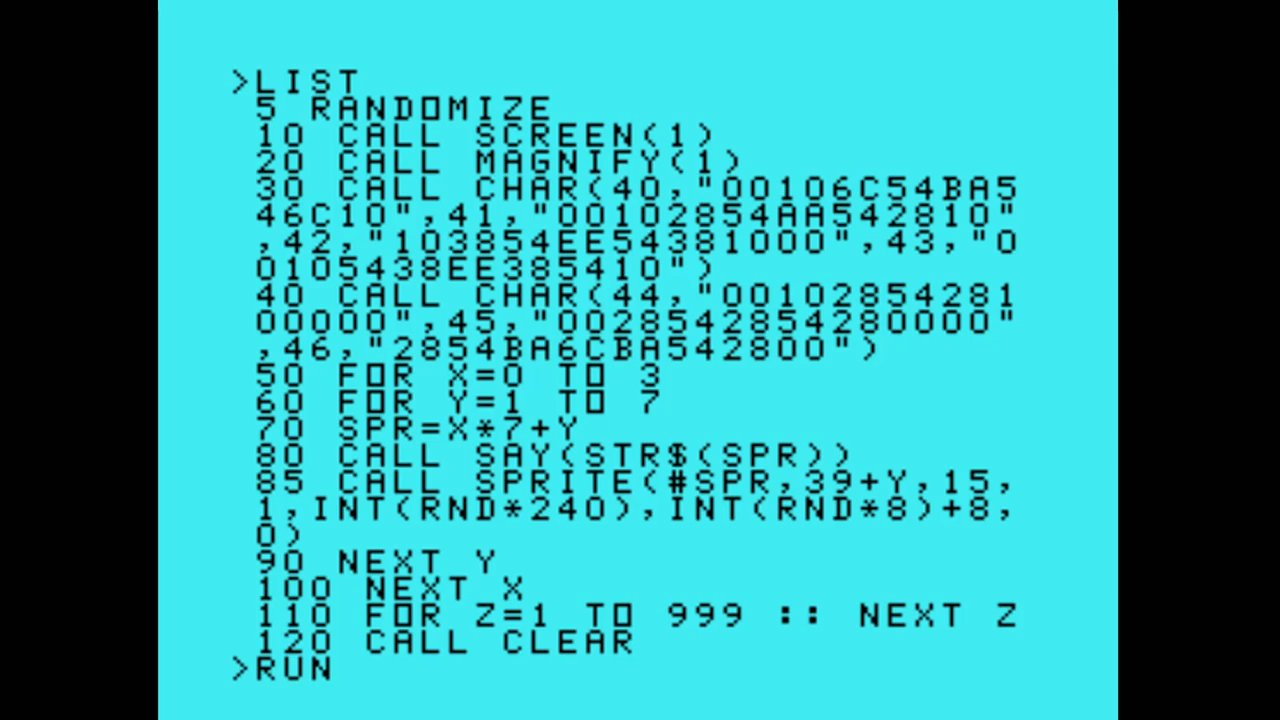 >LIST
5 RANDOMIZE
10 CALL SCREEN(1)
20 CALL MAGNIFY(1)
30 CALL CHAR(40,"00106C54BA5
46C10",41,"00102854AA542810"
,42,"103854EE54381000",43,"0
0105438EE385410")
40 CALL CHAR(44,"00102854281
00000",45,"0028542854280000"
,46,"2854BA6CBA542800")
50 FOR X=0 TO 3
60 FOR Y=1 TO 7
70 SPR=X*7+Y
80 CALL SAY(STR$(SPR))
85 CALL SPRITE(#SPR,39+Y,15,
1,INT(RND*240),INT(RND*8)+8,
0)
90 NEXT Y
100 NEXT X
110 FOR Z=1 TO 999 :: NEXT Z
120 CALL CLEAR
>RUN